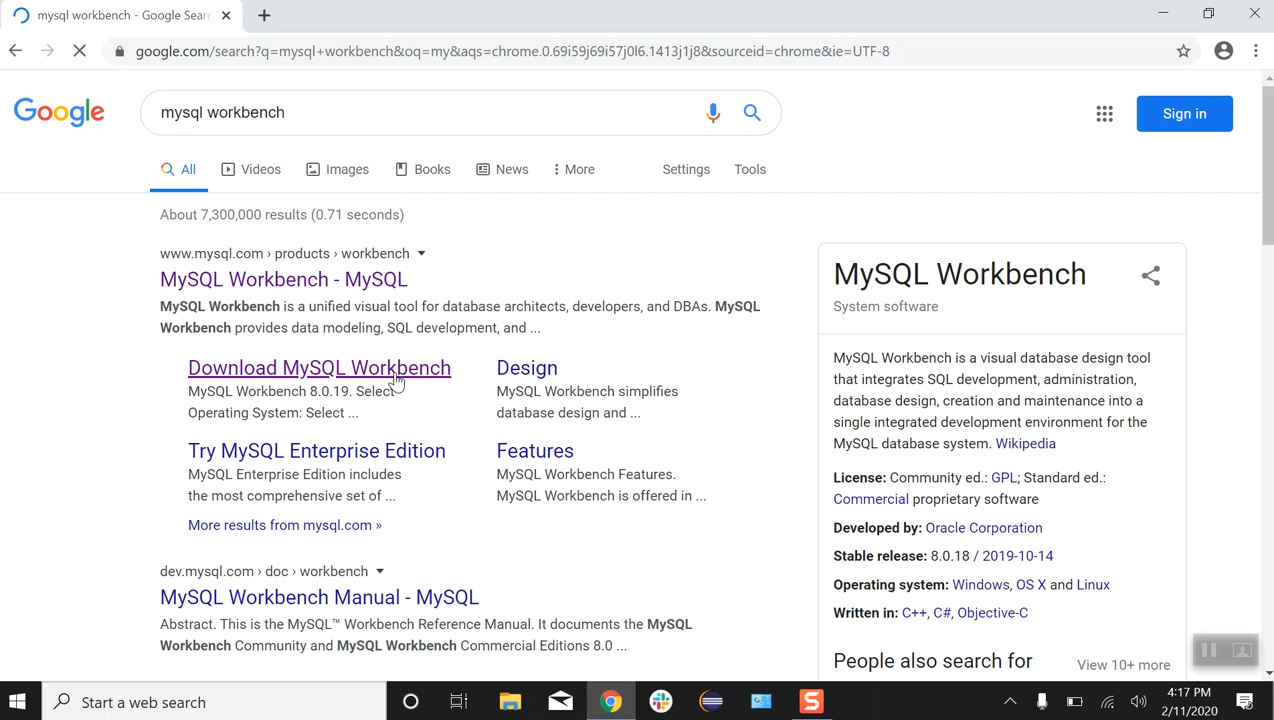 mysql workbench - Google Sear
google.com/search?q=mysql+workbench&oq=my&aqs=chrome.0.69i59j69i57j0l6.1413j1j8&sourceid=chrome&ie=UTF-8
Google
mysql workbench
Sign in
All
Videos
Images
Books
News
More
Settings
Tools
About 7,300,000 results (0.71 seconds)
www.mysql.com › products › workbench
MySQL Workbench - MySQL
MySQL Workbench is a unified visual tool for database architects, developers, and DBAs. MySQL
Workbench provides data modeling, SQL development, and ...
Download MySQL Workbench
MySQL Workbench 8.0.19. Select
Operating System: Select ...
Design
MySQL Workbench simplifies
database design and ...
Try MySQL Enterprise Edition
MySQL Enterprise Edition includes
the most comprehensive set of ...
Features
MySQL Workbench Features.
MySQL Workbench is offered in ...
More results from mysql.com »
dev.mysql.com › doc › workbench
MySQL Workbench Manual - MySQL
Abstract. This is the MySQL™ Workbench Reference Manual. It documents the MySQL
Workbench Community and MySQL Workbench Commercial Editions 8.0 ...
MySQL Workbench
System software
MySQL Workbench is a visual database design tool
that integrates SQL development, administration,
database design, creation and maintenance into a
single integrated development environment for the
MySQL database system. Wikipedia
License: Community ed.: GPL; Standard ed.:
Commercial proprietary software
Developed by: Oracle Corporation
Stable release: 8.0.18 / 2019-10-14
Operating system: Windows, OS X and Linux
Written in: C++, C#, Objective-C
People also search for
View 10+ more
Start a web search
S
4:17 PM
2/11/2020